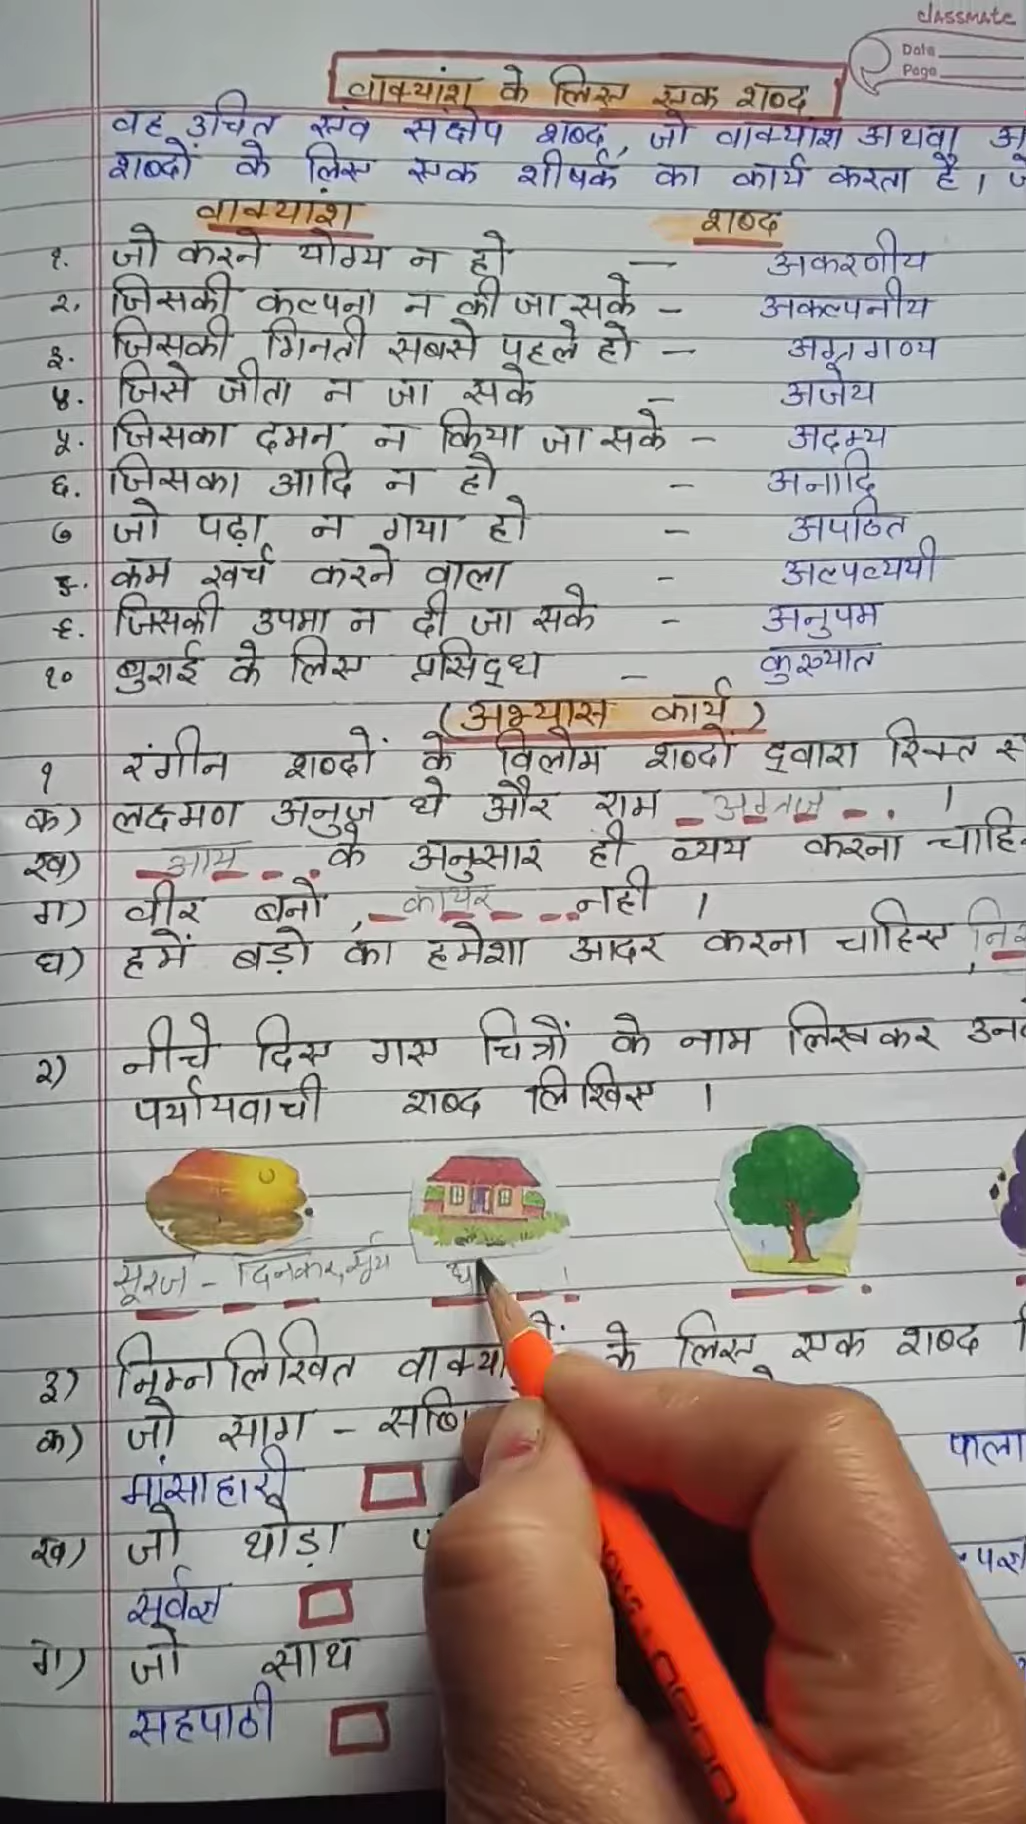 classmate
Date
Page
वाक्यांश के लिए एक शब्द
वह उचित एवं संक्षेप शब्द, जो वाक्यांश अथवा
शब्दों के लिए एक शीर्षक का कार्य करता है ।
वाक्यांश शब्द
१. जो करने योग्य न हो — अकरणीय
२. जिसकी कल्पना न की जा सके - अकल्पनीय
३. जिसकी गिनती सबसे पहले हो - अग्रगण्य
४. जिसे जीता न जा सके - अजेय
५. जिसका दमन न किया जा सके - अदम्य
६. जिसका आदि न हो - अनादि
७ जो पढ़ा न गया हो - अपठित
८. कम खर्च करने वाला - अल्पव्ययी
९. जिसकी उपमा न दी जा सके - अनुपम
१० बुराई के लिए प्रसिद्ध - कुख्यात
(अभ्यास कार्य)
१ रंगीन शब्दों के विलोम शब्दों द्वारा रिक्त
क) लक्ष्मण अनुज थे और राम अग्रज ।
ख) आय के अनुसार ही व्यय करना
ग) वीर बनो, कायर नही ।
घ) हमें बड़ो का हमेशा आदर करना चाहिए,
२) नीचे दिए गए चित्रों के नाम लिखकर
पर्यायवाची शब्द लिखिए ।
सूरज - दिनकर, सूर्य घ
३) निम्नलिखित के लिए एक शब्द
क) जो साग -
मांसाहारी
ख) जो थोड़ा
सर्वज्ञ
ग) जो साथ
सहपाठी